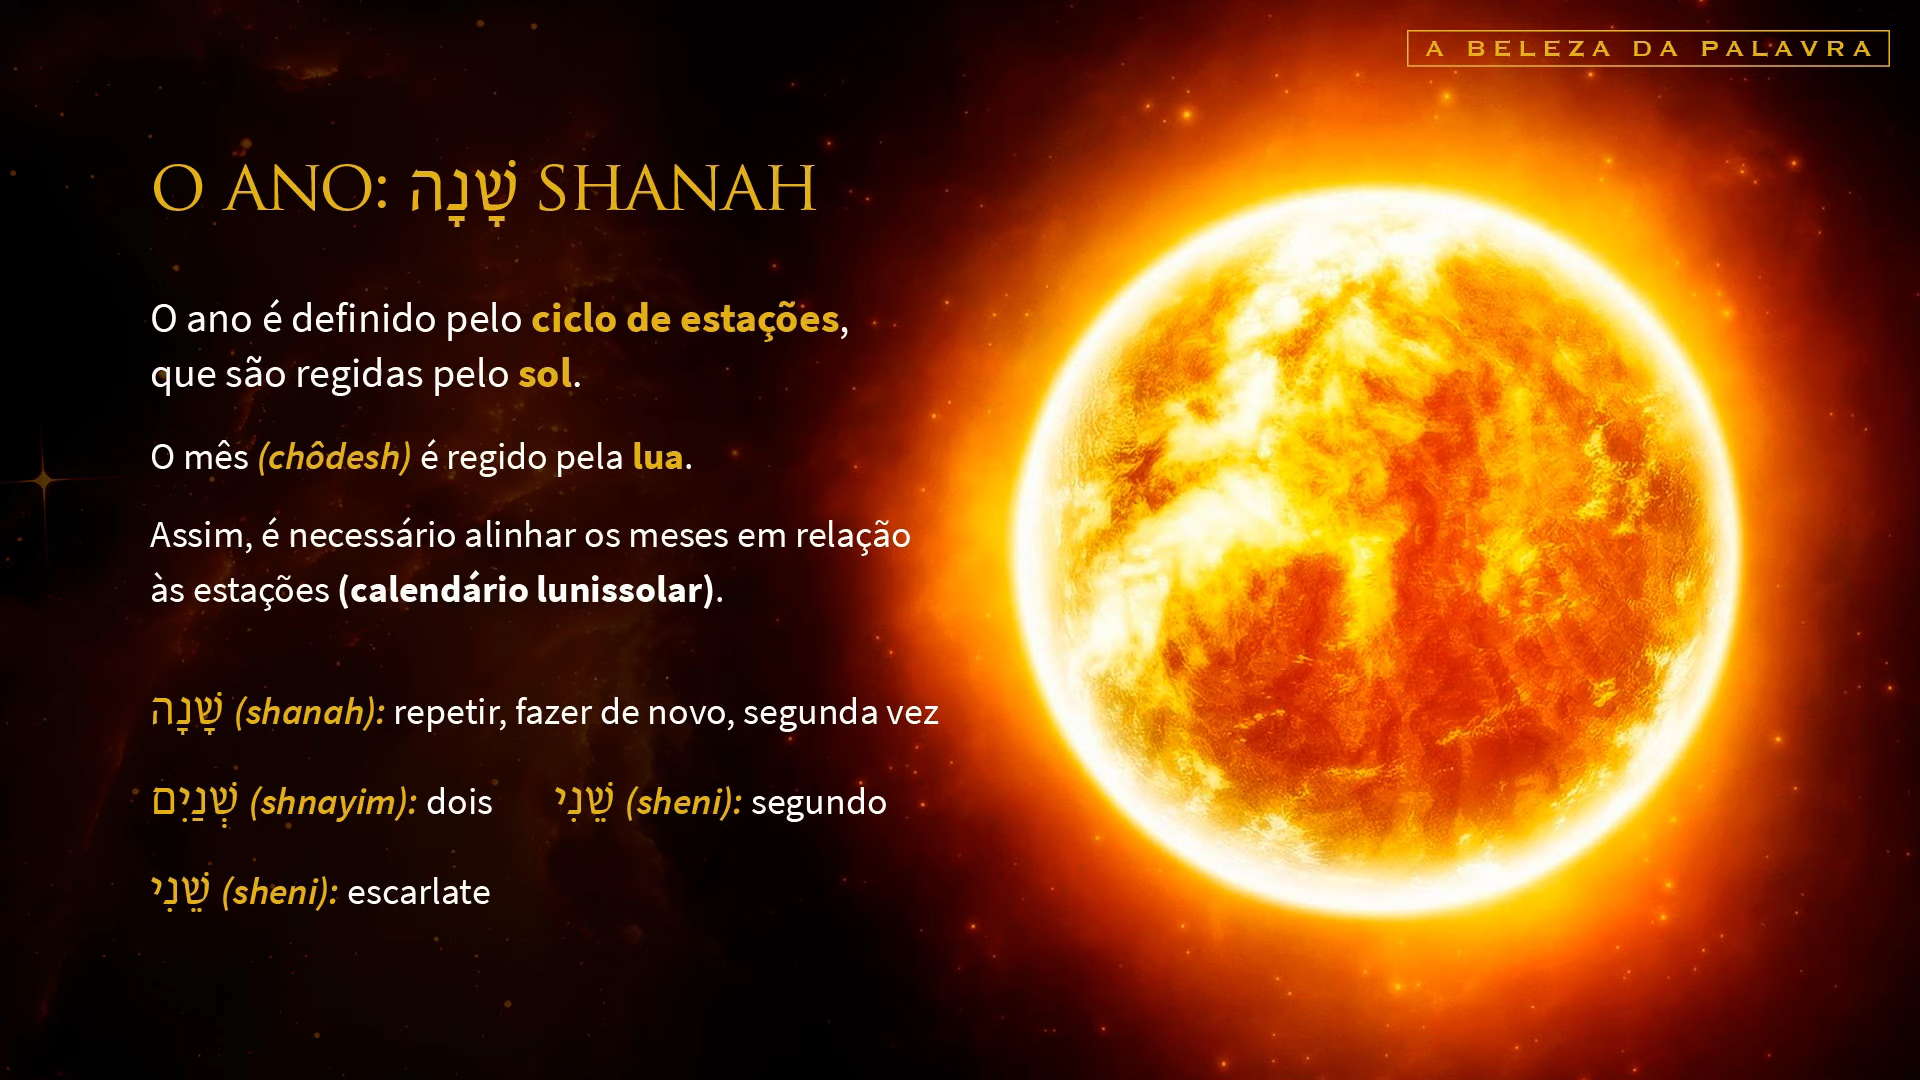 A BELEZA DA PALAVRA
O ANO: שָׁנָה SHANAH
O ano é definido pelo ciclo de estações,
que são regidas pelo sol.
O mês (chôdesh) é regido pela lua.
Assim, é necessário alinhar os meses em relação
às estações (calendário lunissolar).
שָׁנָה (shanah): repetir, fazer de novo, segunda vez
שְׁנַיִם (shnayim): dois שֵׁנִי (sheni): segundo
שֵׁנִי (sheni): escarlate